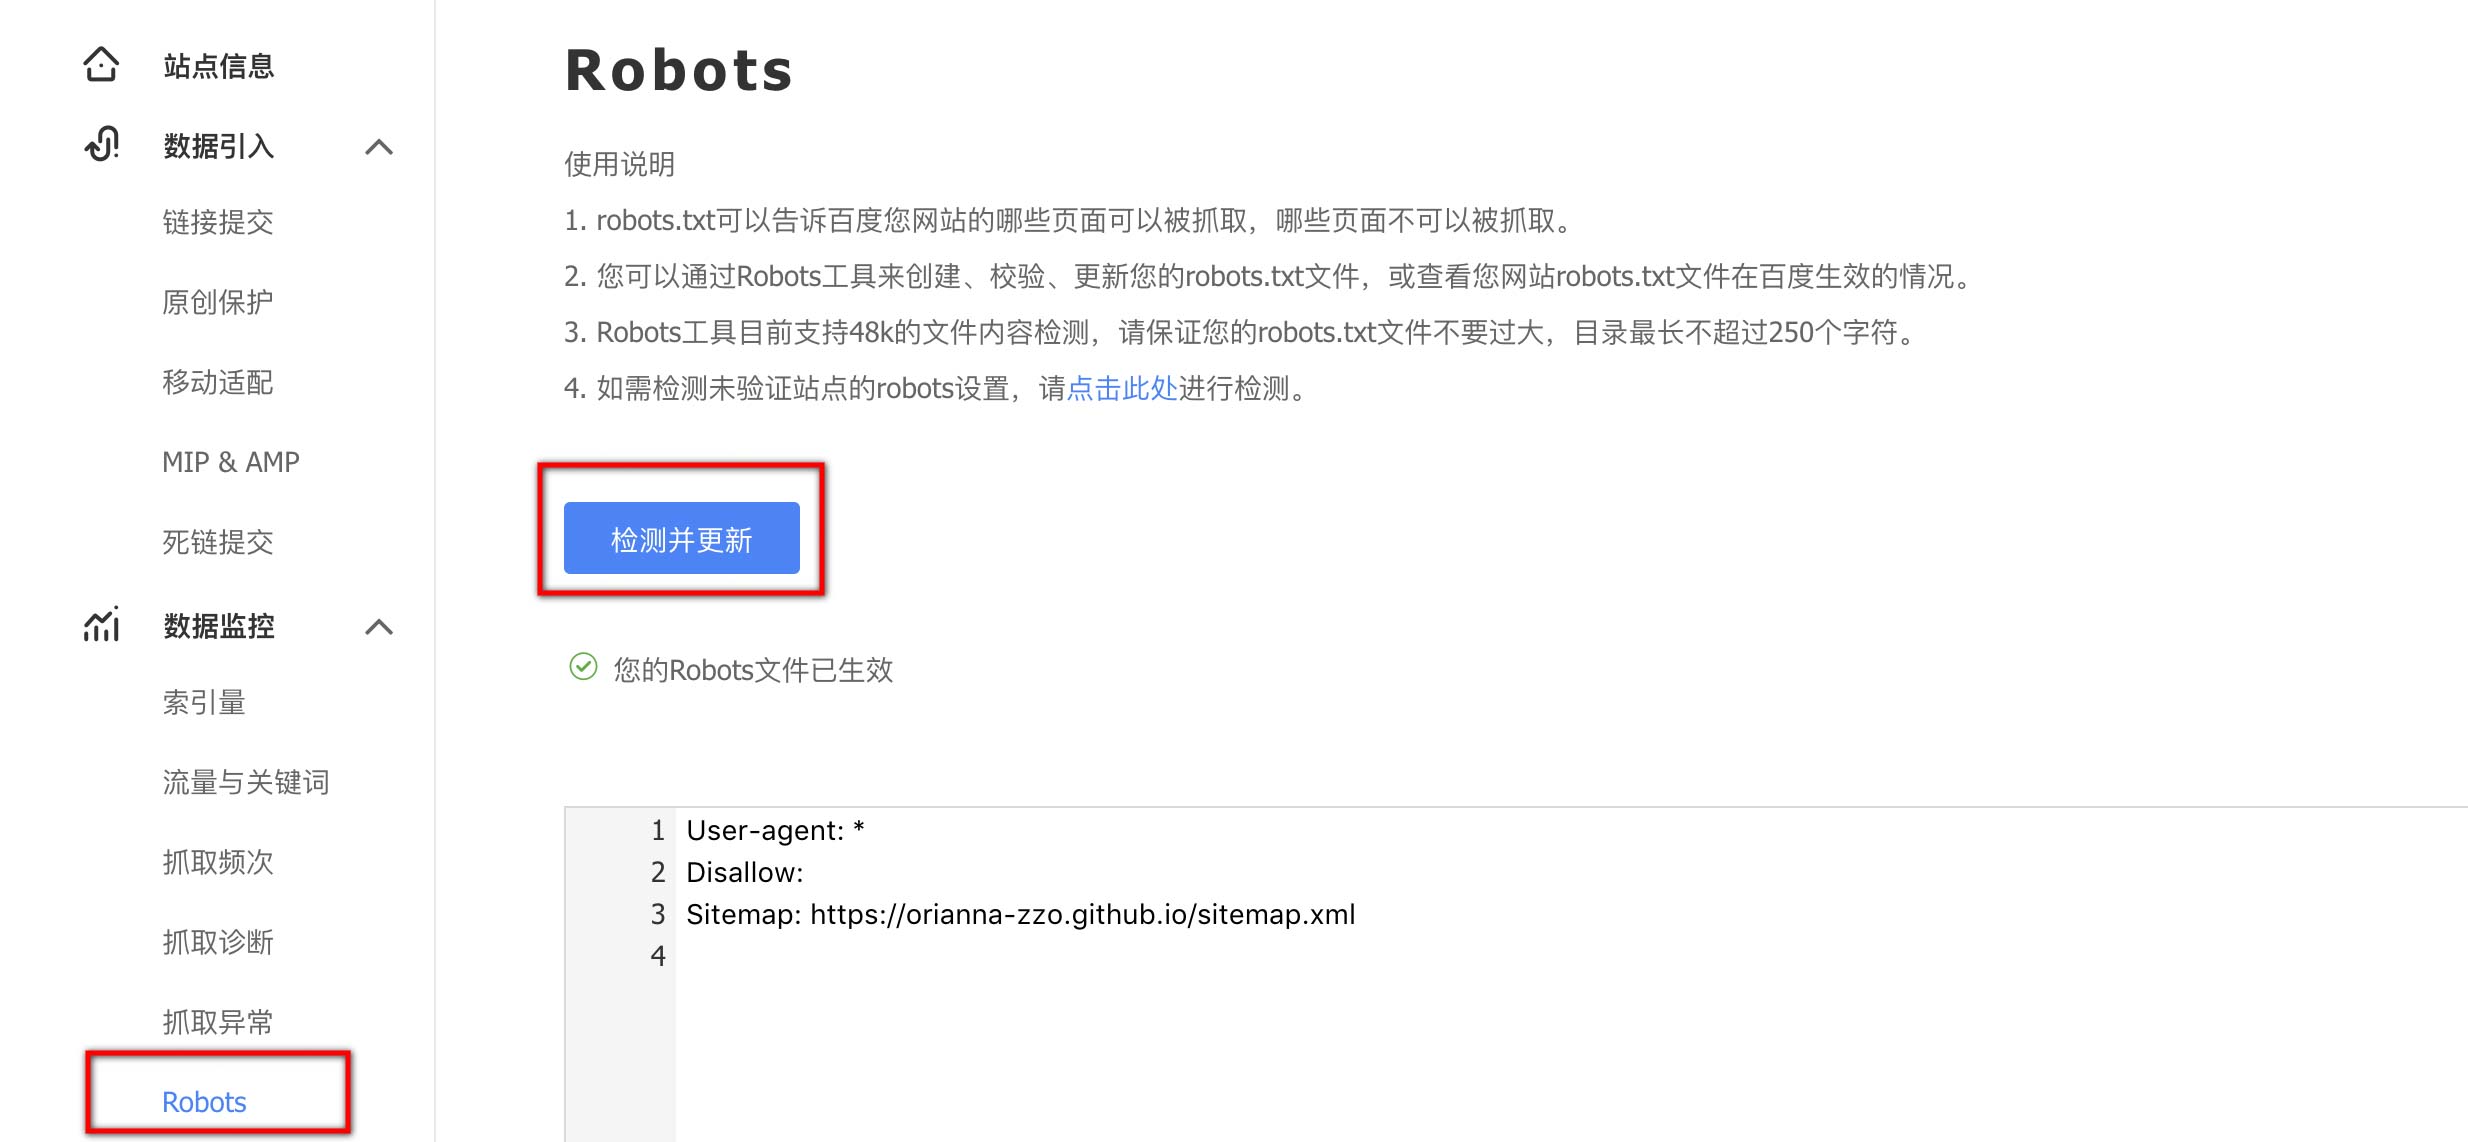 站点信息
数据引入
链接提交
原创保护
移动适配
MIP & AMP
死链提交
数据监控
索引量
流量与关键词
抓取频次
抓取诊断
抓取异常
Robots
Robots
使用说明
1. robots.txt可以告诉百度您网站的哪些页面可以被抓取，哪些页面不可以被抓取。
2. 您可以通过Robots工具来创建、校验、更新您的robots.txt文件，或查看您网站robots.txt文件在百度生效的情况。
3. Robots工具目前支持48k的文件内容检测，请保证您的robots.txt文件不要过大，目录最长不超过250个字符。
4. 如需检测未验证站点的robots设置，请点击此处进行检测。
检测并更新
您的Robots文件已生效
1 User-agent: *
2 Disallow:
3 Sitemap: https://orianna-zzo.github.io/sitemap.xml
4